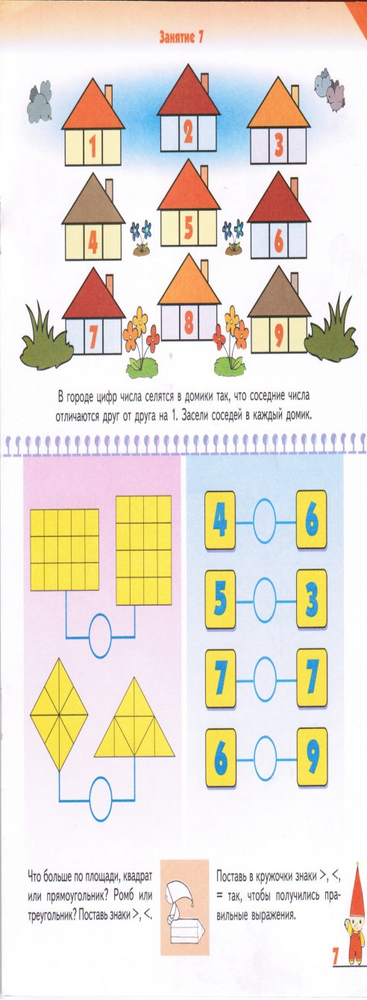 Занятие 7
1 2 3
4 5 6
7 8 9
В городе цифр числа селятся в домики так, что соседние числа
отличаются друг от друга на 1. Засели соседей в каждый домик.
4 6
5 3
7 7
6 9
Что больше по площади, квадрат
или прямоугольник? Ромб или
треугольник? Поставь знаки >, <.
Поставь в кружочки знаки >, <,
= так, чтобы получились пра-
вильные выражения.
7